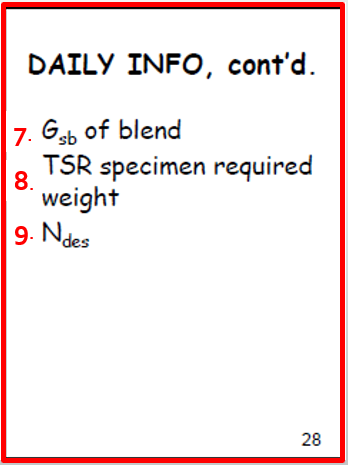 DAILY INFO, cont'd.
7. Gsb of blend
8. TSR specimen required
weight
9. Ndes
28